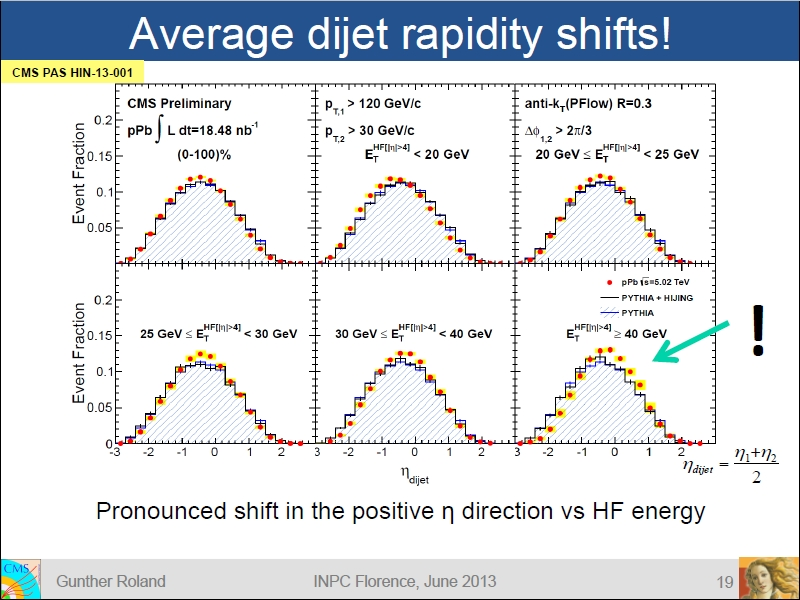 Average dijet rapidity shifts!
CMS PAS HIN-13-001
CMS Preliminary
pPb ∫ L dt=18.48 nb⁻¹
(0-100)%
p_T,1 > 120 GeV/c
p_T,2 > 30 GeV/c
E_T^HF[|η|>4] < 20 GeV
anti-k_T(PFlow) R=0.3
Δφ_1,2 > 2π/3
20 GeV ≤ E_T^HF[|η|>4] < 25 GeV
Event Fraction
0.2
0.15
0.1
0.05
25 GeV ≤ E_T^HF[|η|>4] < 30 GeV
30 GeV ≤ E_T^HF[|η|>4] < 40 GeV
pPb √s=5.02 TeV
PYTHIA + HIJING
PYTHIA
E_T^HF[|η|>4] ≥ 40 GeV
!
Event Fraction
0.2
0.15
0.1
0.05
0
-3 -2 -1 0 1 2 3 -2 -1 0 1 2 3 -2 -1 0 1 2
η_dijet
η_dijet = η₁+η₂
2
Pronounced shift in the positive η direction vs HF energy
CMS
Gunther Roland INPC Florence, June 2013 19